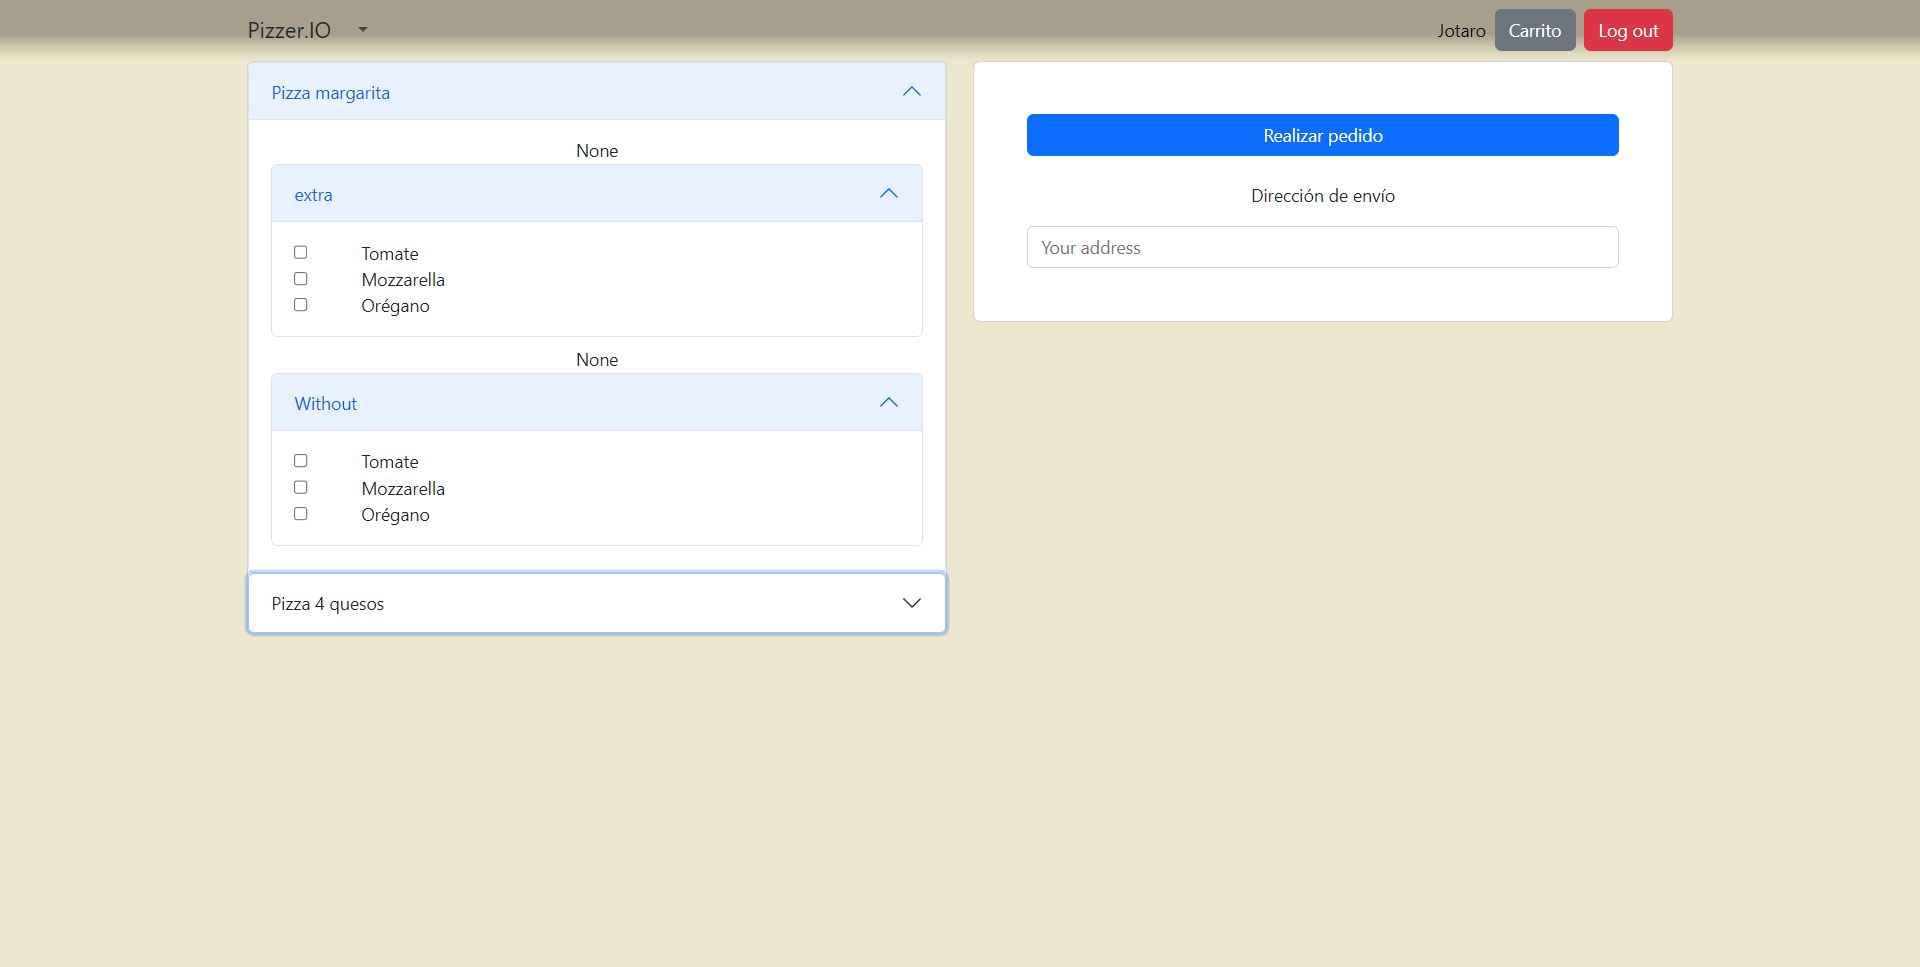 Pizzer.IO
Jotaro Carrito Log out
Pizza margarita
None
extra
Tomate
Mozzarella
Orégano
None
Without
Tomate
Mozzarella
Orégano
Pizza 4 quesos
Realizar pedido
Dirección de envío
Your address